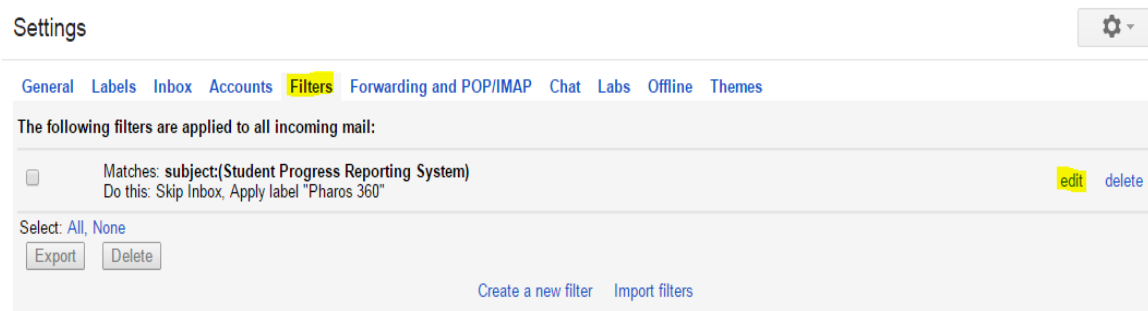 Settings
General Labels Inbox Accounts Filters Forwarding and POP/IMAP Chat Labs Offline Themes
The following filters are applied to all incoming mail:
Matches: subject:(Student Progress Reporting System)
Do this: Skip Inbox, Apply label "Pharos 360"
edit delete
Select: All, None
Export Delete
Create a new filter Import filters